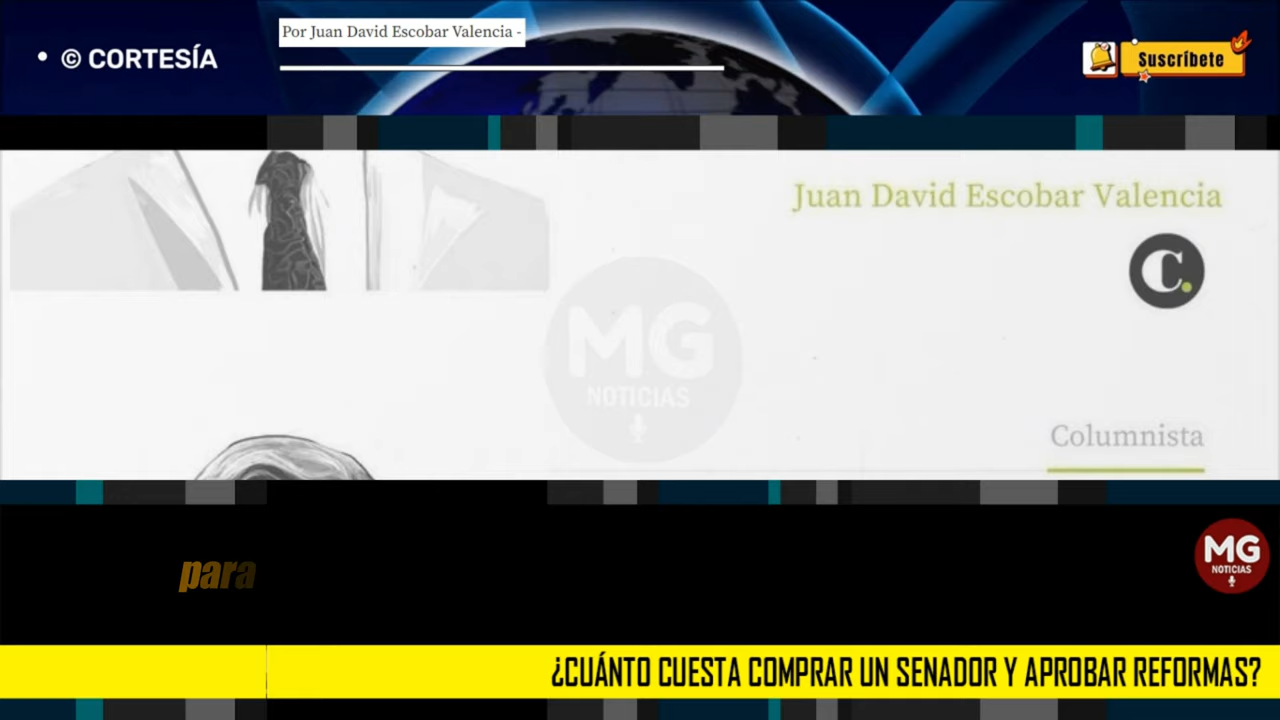 Por Juan David Escobar Valencia -
• © CORTESÍA
Suscríbete
Juan David Escobar Valencia
C.
MG
NOTICIAS
Columnista
para
MG
NOTICIAS
¿CUÁNTO CUESTA COMPRAR UN SENADOR Y APROBAR REFORMAS?